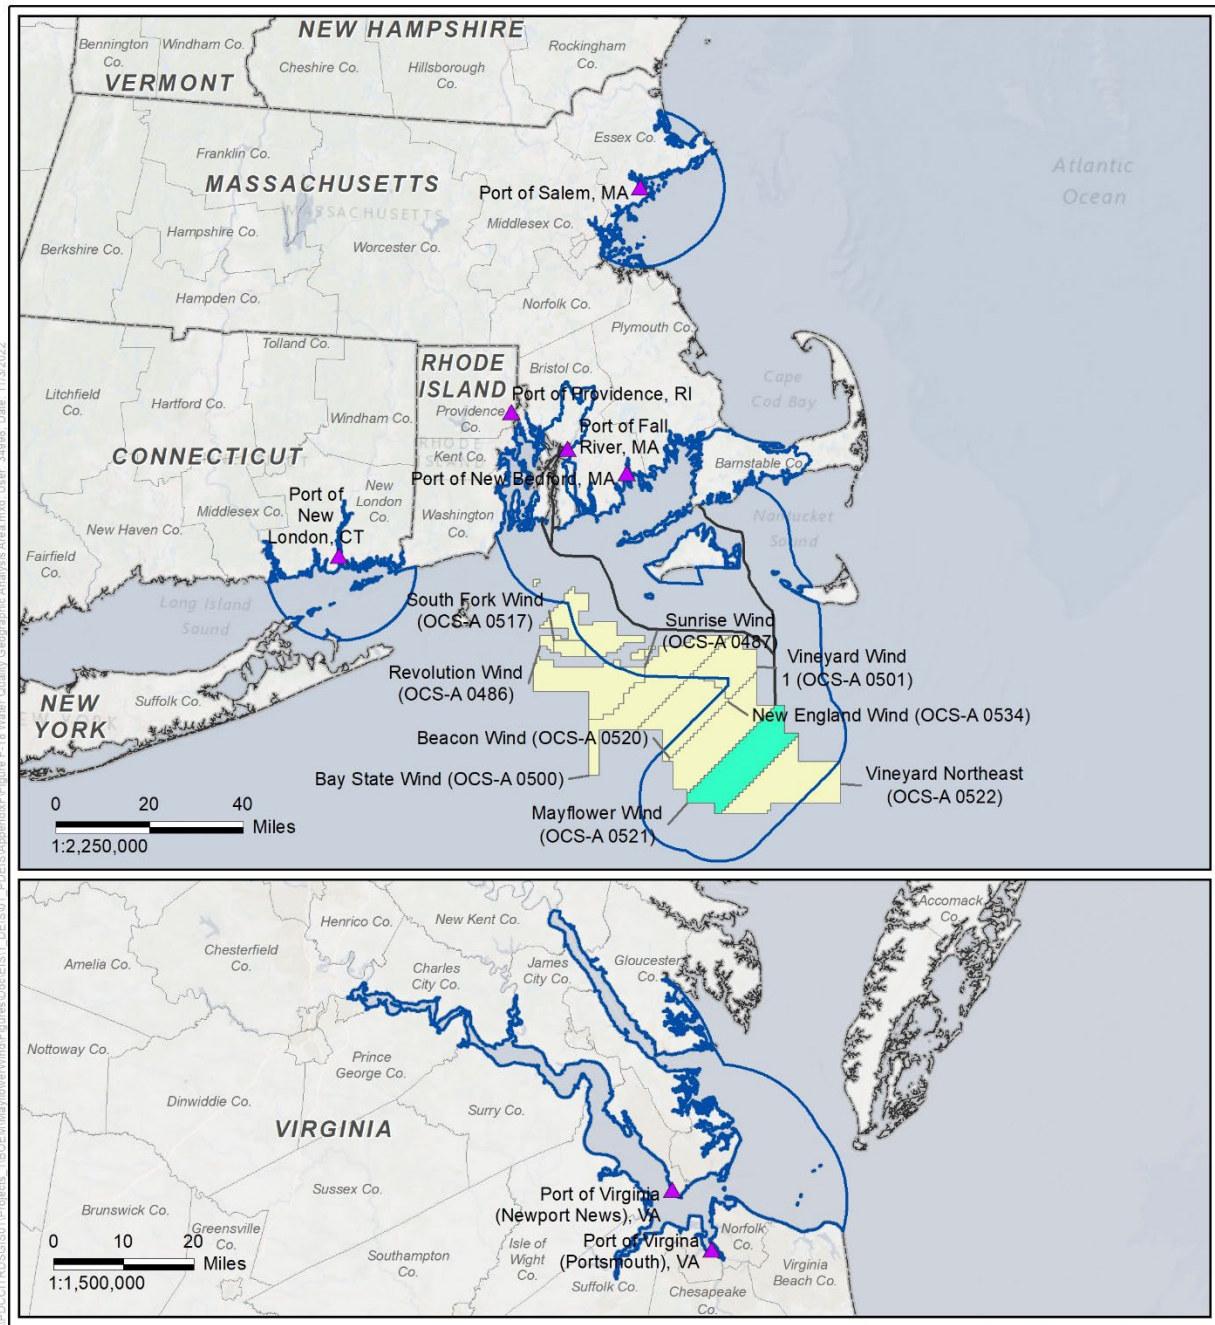 NEW HAMPSHIRE
Bennington
Co.
Windham Co.
Cheshire Co.
Hillsborough
Co.
Rockingham
Co.
VERMONT
Essex Co.
Franklin Co.
Atlantic
Ocean
MASSACHUSETTS
MASSACHUSETTS
Port of Salem, MA
Middlesex Co.
Hampshire Co.
Berkshire Co.
Worcester Co.
Hampden Co.
Norfolk Co.
Plymouth Co.
Tolland Co.
RHODE
ISLAND
Bristol Co.
Cape
Cod Bay
Litchfield
Co.
Hartford Co.
Windham Co.
Port of Providence, RI
Providence
Co.
Port of Fall
River, MA
RHODE
ISLAND
Kent Co.
CONNECTICUT
Barnstable Co.
Port of New Bedford, MA
Port of
New
London, CT
New
London
Co.
Middlesex Co.
Washington
Co.
New Haven Co.
Nantucket
Sound
Fairfield
Co.
Long Island
Sound
South Fork Wind
(OCS-A 0517)
Sunrise Wind
(OCS-A 0487)
Revolution Wind
(OCS-A 0486)
Vineyard Wind
1 (OCS-A 0501)
Suffolk Co.
NEW
YORK
NEW YORK
New England Wind (OCS-A 0534)
Beacon Wind (OCS-A 0520)
Bay State Wind (OCS-A 0500)
Vineyard Northeast
(OCS-A 0522)
Mayflower Wind
(OCS-A 0521)
0 20 40
Miles
1:2,250,000
Accomack
Co.
Henrico Co.
New Kent Co.
Chesterfield
Co.
Amelia Co.
Charles
City Co.
James
City Co.
Gloucester
Co.
Nottoway Co.
Prince
George Co.
Dinwiddie Co.
Surry Co.
VIRGINIA
Sussex Co.
Port of Virginia
(Newport News), VA
Brunswick Co.
Greensville
Co.
Southampton
Co.
Isle of
Wight Co.
Port of Virgina
(Portsmouth), VA
Norfolk
Co.
Suffolk Co.
Chesapeake
Co.
Virginia
Beach Co.
0 10 20
Miles
1:1,500,000